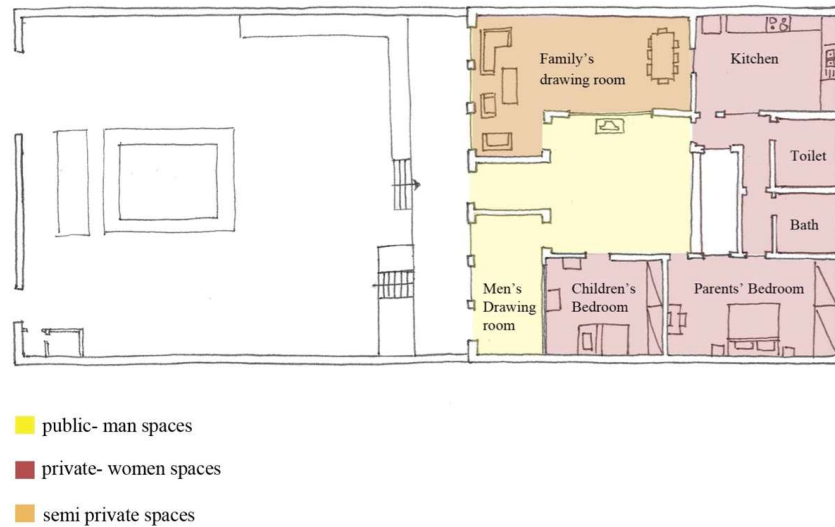 Family's
drawing room
Kitchen
Toilet
Bath
Men's
Drawing
room
Children's
Bedroom
Parents' Bedroom
public- man spaces
private- women spaces
semi private spaces